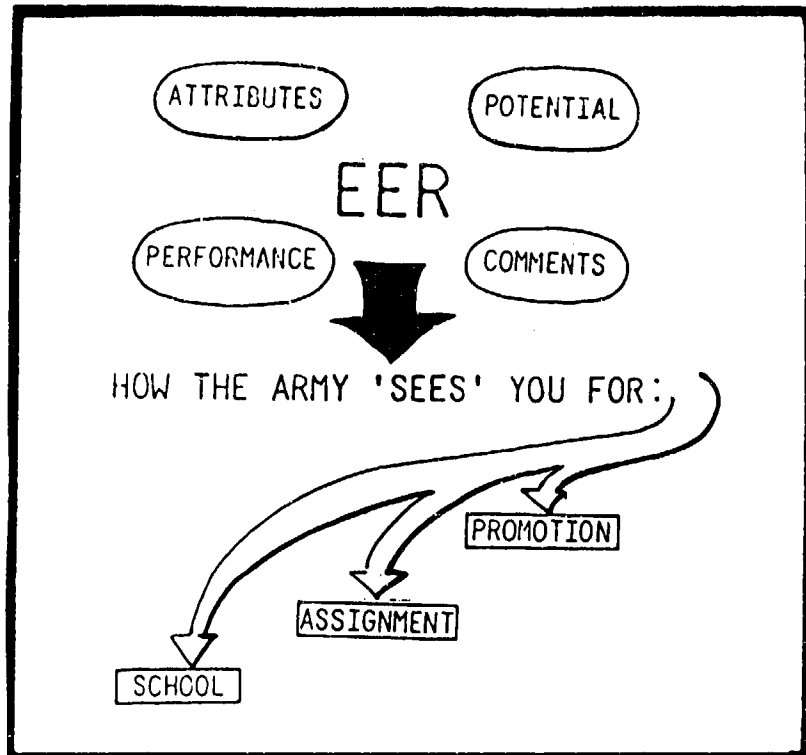 ATTRIBUTES
POTENTIAL
EER
PERFORMANCE
COMMENTS
HOW THE ARMY 'SEES' YOU FOR:
PROMOTION
ASSIGNMENT
SCHOOL